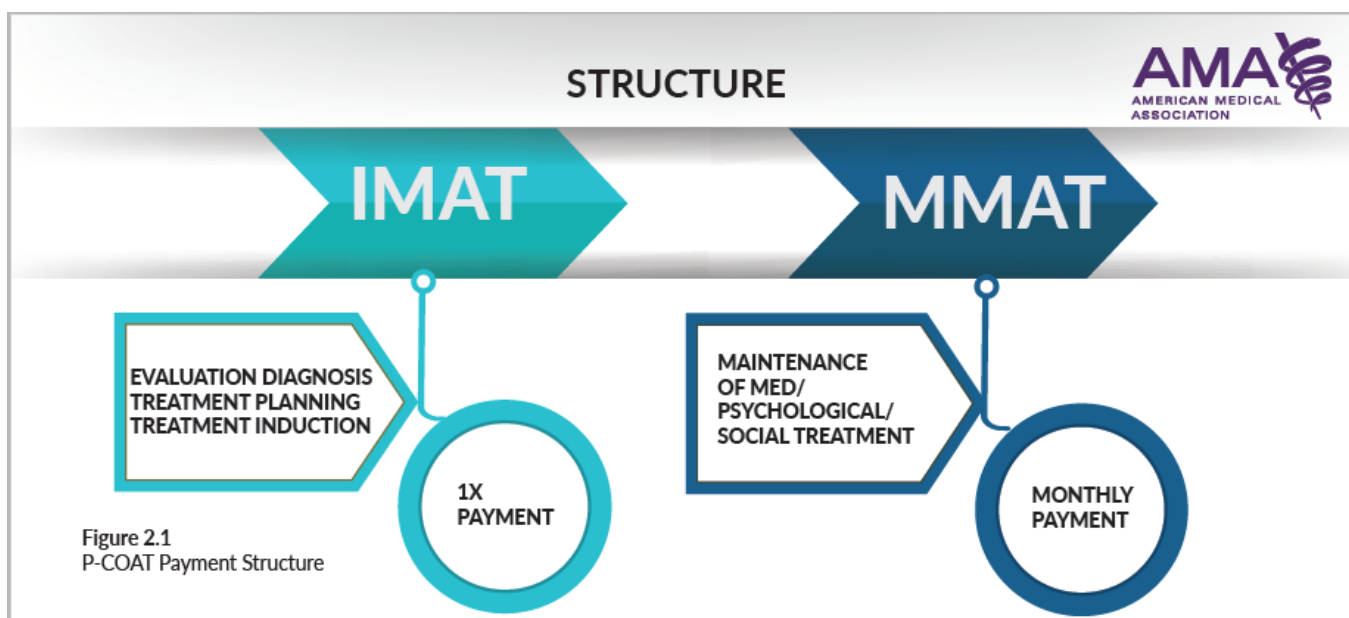 STRUCTURE
AMA
AMERICAN MEDICAL
ASSOCIATION
IMAT
MMAT
EVALUATION DIAGNOSIS
TREATMENT PLANNING
TREATMENT INDUCTION
1X
PAYMENT
MAINTENANCE
OF MED/
PSYCHOLOGICAL/
SOCIAL TREATMENT
MONTHLY
PAYMENT
Figure 2.1
P-COAT Payment Structure